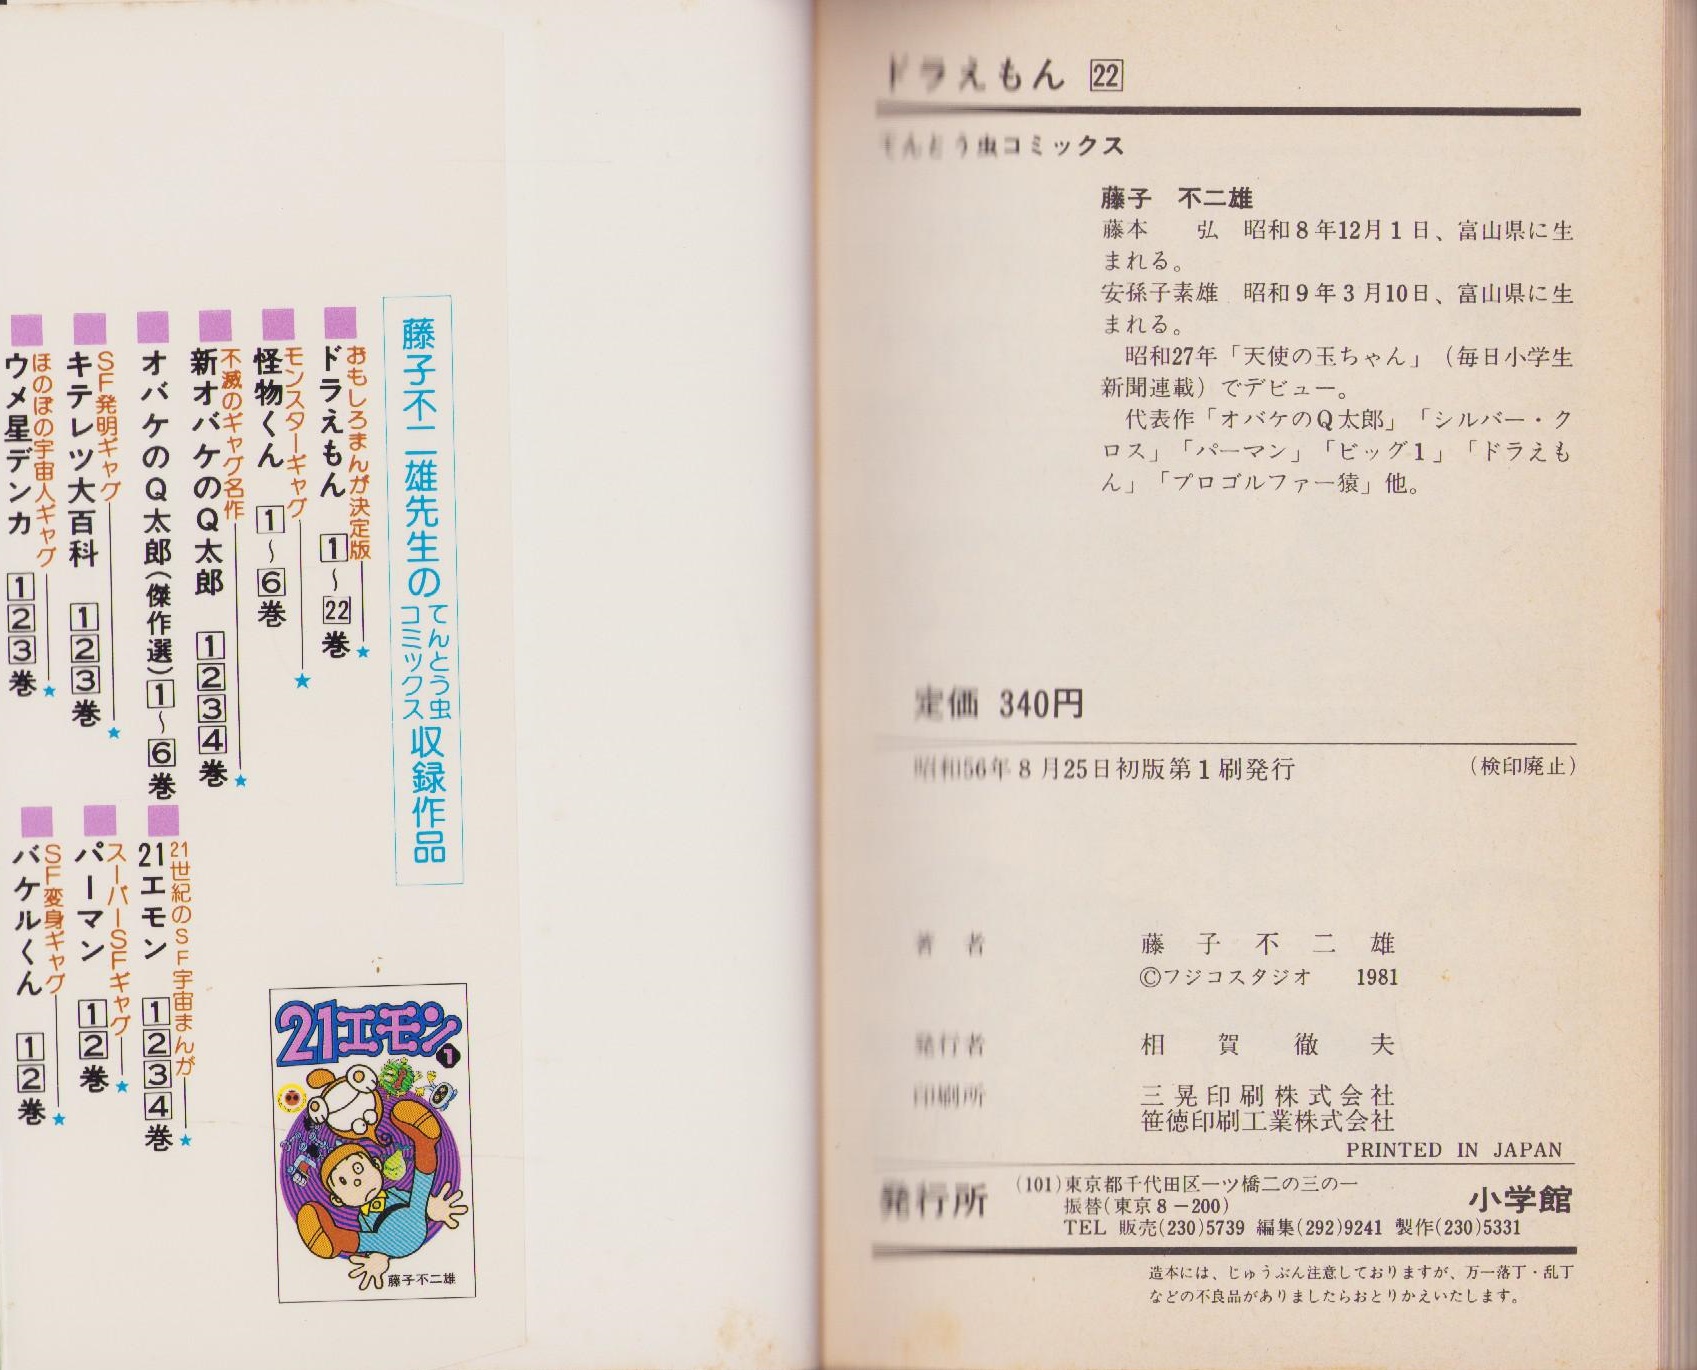 藤子不二雄先生の てんとう虫コミックス 収録作品
おもしろまんが決定版
ドラえもん 1～22巻★
モンスターギャグ
怪物くん 1～6巻★
不滅のギャグ名作
新オバケのQ太郎 1234巻★
オバケのQ太郎(傑作選)1～6巻
SF発明ギャグ
キテレツ大百科 123巻★
ほのぼの宇宙人ギャグ
ウメ星デンカ 123巻★
21世紀のSF宇宙まんが
21エモン 1234巻★
スーパーSFギャグ
パーマン 12巻★
SF変身ギャグ
バケルくん 12巻★
21エモン 1
藤子不二雄
ドラえもん 22
てんとう虫コミックス
藤子 不二雄
藤本 弘 昭和8年12月1日、富山県に生
まれる。
安孫子素雄 昭和9年3月10日、富山県に生
まれる。
昭和27年「天使の玉ちゃん」（毎日小学生
新聞連載）でデビュー。
代表作「オバケのQ太郎」「シルバー・ク
ロス」「パーマン」「ビッグ1」「ドラえも
ん」「プロゴルファー猿」他。
定価 340円
昭和56年8月25日初版第1刷発行 （検印廃止）
著者 藤子不二雄
©フジコスタジオ 1981
発行者 相賀徹夫
印刷所 三晃印刷株式会社
笹徳印刷工業株式会社
PRINTED IN JAPAN
発行所 (101)東京都千代田区一ツ橋二の三の一
振替(東京8－200) 小学館
TEL 販売(230)5739 編集(292)9241 製作(230)5331
造本には、じゅうぶん注意しておりますが、万一落丁・乱丁
などの不良品がありましたらおとりかえいたします。